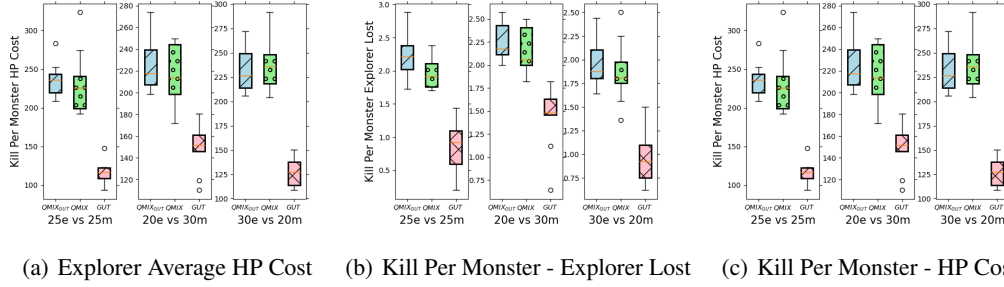 Kill Per Monster HP Cost
300
250
200
150
100
QMIX_GUT QMIX GUT
25e vs 25m
280
260
240
220
200
180
160
140
120
QMIX_GUT QMIX GUT
20e vs 30m
300
275
250
225
200
175
150
125
100
QMIX_GUT QMIX GUT
30e vs 20m
(a) Explorer Average HP Cost
Kill Per Monster Explorer Lost
3.0
2.5
2.0
1.5
1.0
0.5
QMIX_GUT QMIX GUT
25e vs 25m
2.50
2.25
2.00
1.75
1.50
1.25
1.00
0.75
QMIX_GUT QMIX GUT
20e vs 30m
2.50
2.25
2.00
1.75
1.50
1.25
1.00
0.75
QMIX_GUT QMIX GUT
30e vs 20m
(b) Kill Per Monster - Explorer Lost
Kill Per Monster HP Cost
300
250
200
150
100
QMIX_GUT QMIX GUT
25e vs 25m
280
260
240
220
200
180
160
140
120
QMIX_GUT QMIX GUT
20e vs 30m
300
275
250
225
200
175
150
125
100
QMIX_GUT QMIX GUT
30e vs 20m
(c) Kill Per Monster - HP Cos